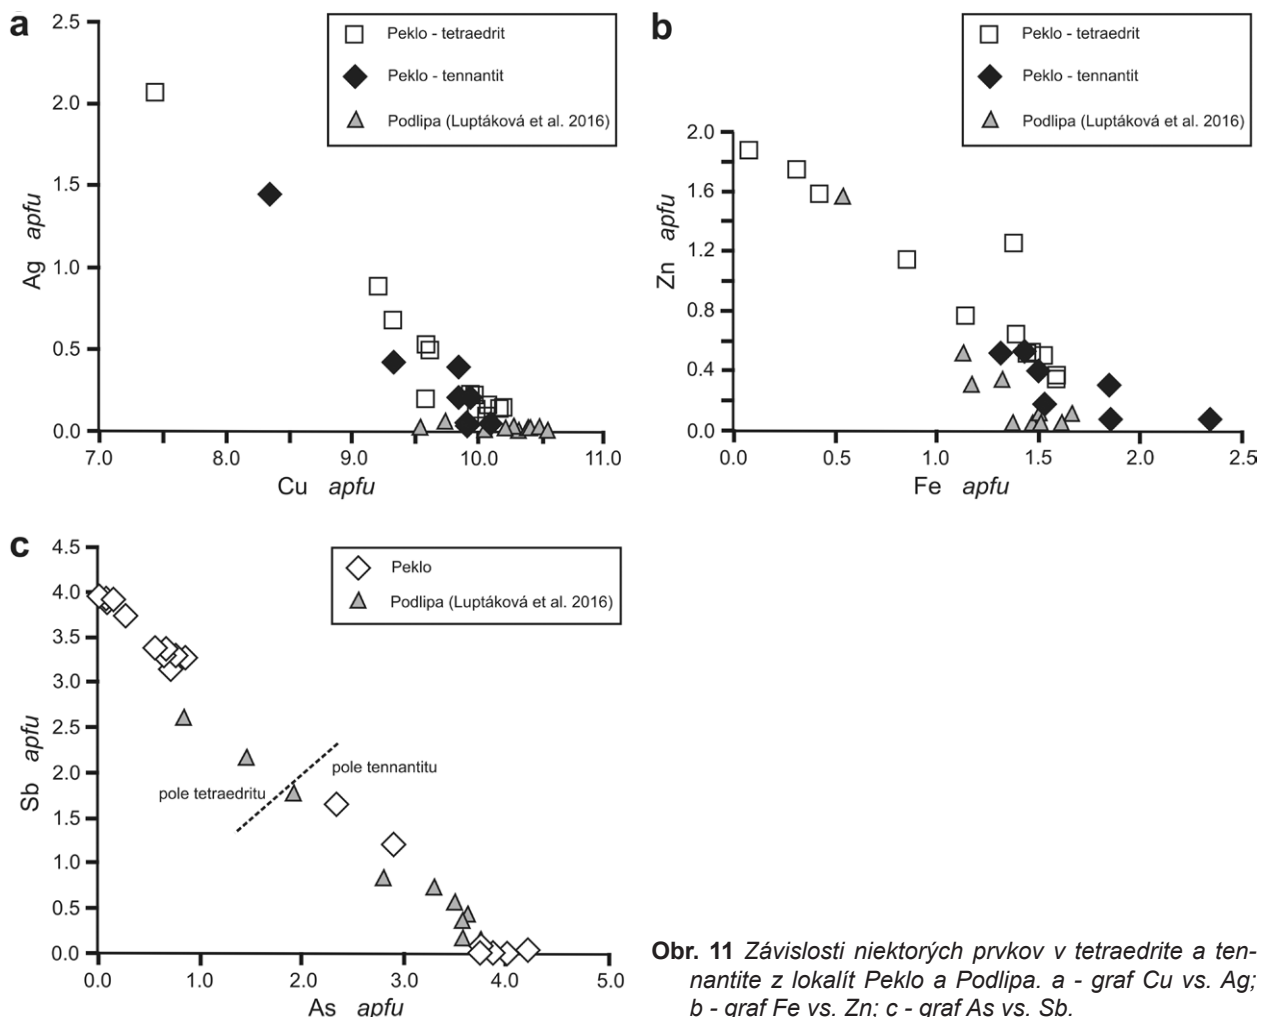 a
2.5
2.0
1.5
1.0
0.5
0.0
Ag apfu
7.0 8.0 9.0 10.0 11.0
Cu apfu
Peklo - tetraedrit
Peklo - tennantit
Podlipa (Luptáková et al. 2016)
b
2.0
1.6
1.2
0.8
0.4
0.0
Zn apfu
0.0 0.5 1.0 1.5 2.0 2.5
Fe apfu
Peklo - tetraedrit
Peklo - tennantit
Podlipa (Luptáková et al. 2016)
c
4.5
4.0
3.5
3.0
2.5
2.0
1.5
1.0
0.5
0.0
Sb apfu
0.0 1.0 2.0 3.0 4.0 5.0
As apfu
Peklo
Podlipa (Luptáková et al. 2016)
pole tennantitu
pole tetraedritu
Obr. 11 Závislosti niektorých prvkov v tetraedrite a ten-
nantite z lokalít Peklo a Podlipa. a - graf Cu vs. Ag;
b - graf Fe vs. Zn; c - graf As vs. Sb.